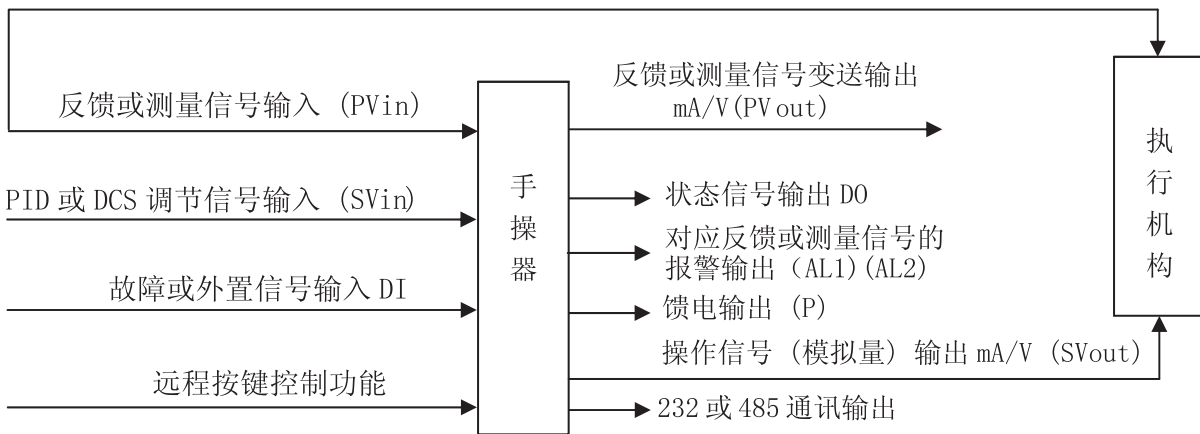 反馈或测量信号变送输出
mA/V(PVout)
反馈或测量信号输入 (PVin)
PID 或 DCS 调节信号输入 (SVin)
故障或外置信号输入 DI
远程按键控制功能
手操器
状态信号输出 DO
对应反馈或测量信号的
报警输出（AL1)(AL2)
馈电输出 (P)
操作信号 (模拟量) 输出 mA/V (SVout)
232 或 485 通讯输出
执行机构